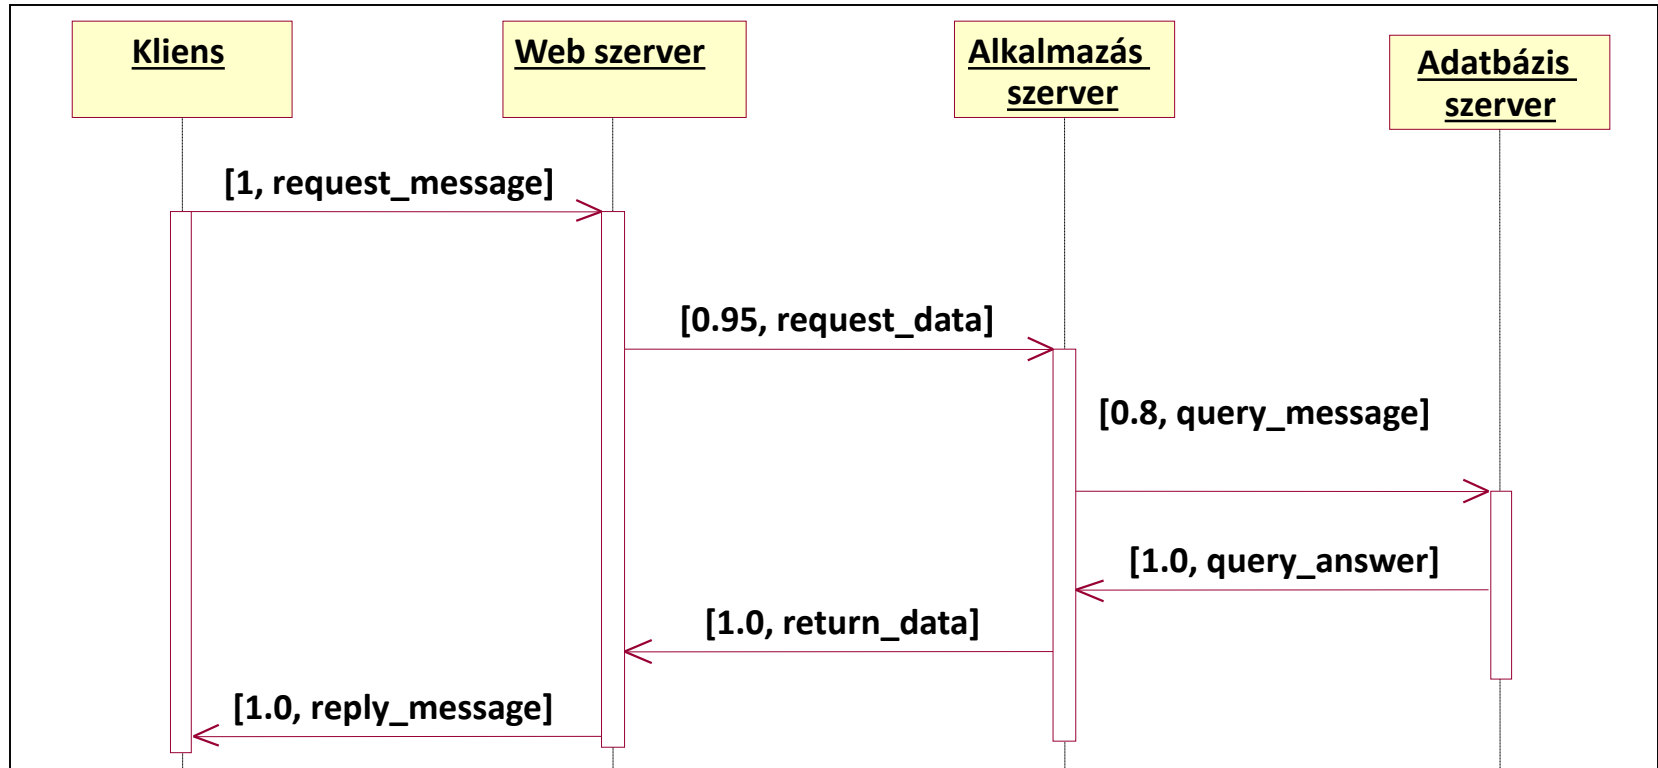 Kliens
Web szerver
Alkalmazás
szerver
Adatbázis
szerver
[1, request_message]
[0.95, request_data]
[0.8, query_message]
[1.0, query_answer]
[1.0, return_data]
[1.0, reply_message]